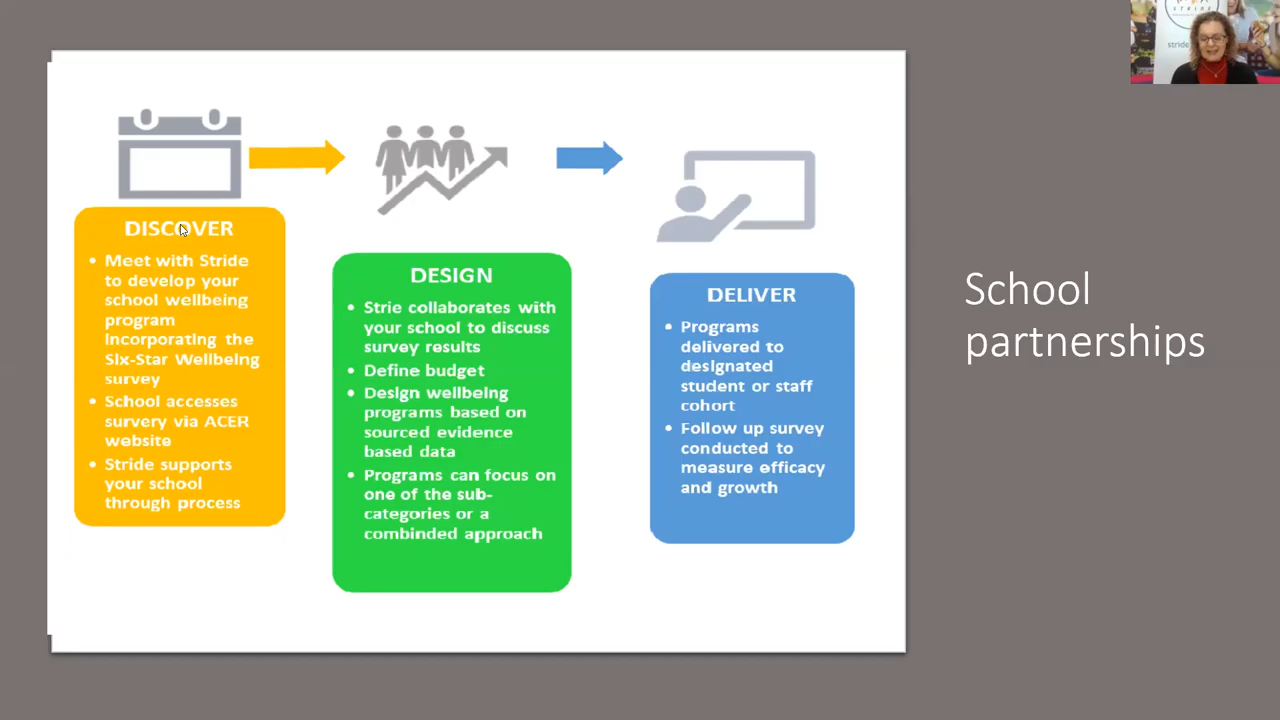 DISCOVER
Meet with Stride
to develop your
school wellbeing
program
incorporating the
Six-Star Wellbeing
survey
School accesses
survery via ACER
website
Stride supports
your school
through process
DESIGN
Strie collaborates with
your school to discuss
survey results
Define budget
Design wellbeing
programs based on
sourced evidence
based data
Programs can focus on
one of the sub-
categories or a
combinded approach
DELIVER
Programs
delivered to
designated
student or staff
cohort
Follow up survey
conducted to
measure efficacy
and growth
School
partnerships
STRIDE
stride